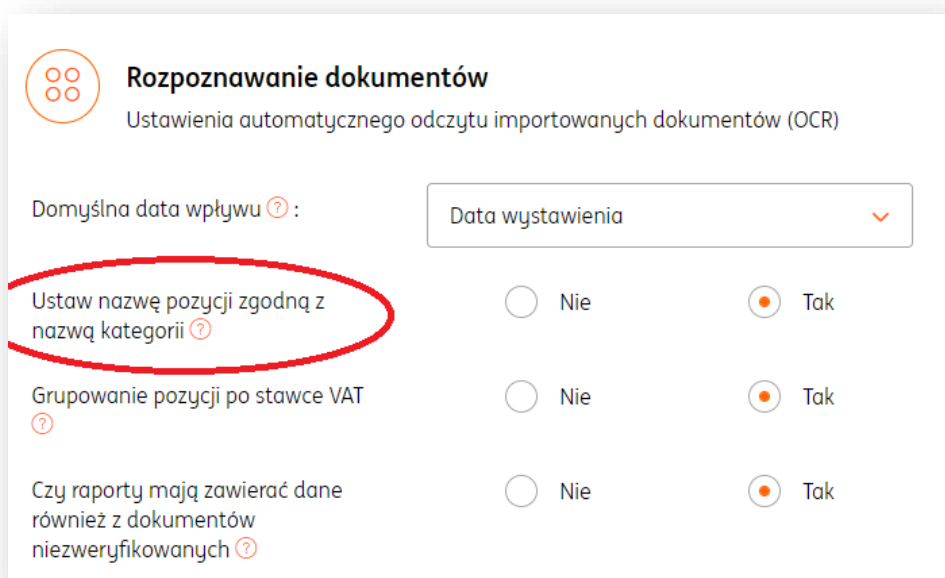 Rozpoznawanie dokumentów
Ustawienia automatycznego odczytu importowanych dokumentów (OCR)
Domyślna data wpływu ? :
Data wystawienia
Ustaw nazwę pozycji zgodną z
nazwą kategorii ?
Nie
Tak
Grupowanie pozycji po stawce VAT
?
Nie
Tak
Czy raporty mają zawierać dane
również z dokumentów
niezweryfikowanych ?
Nie
Tak